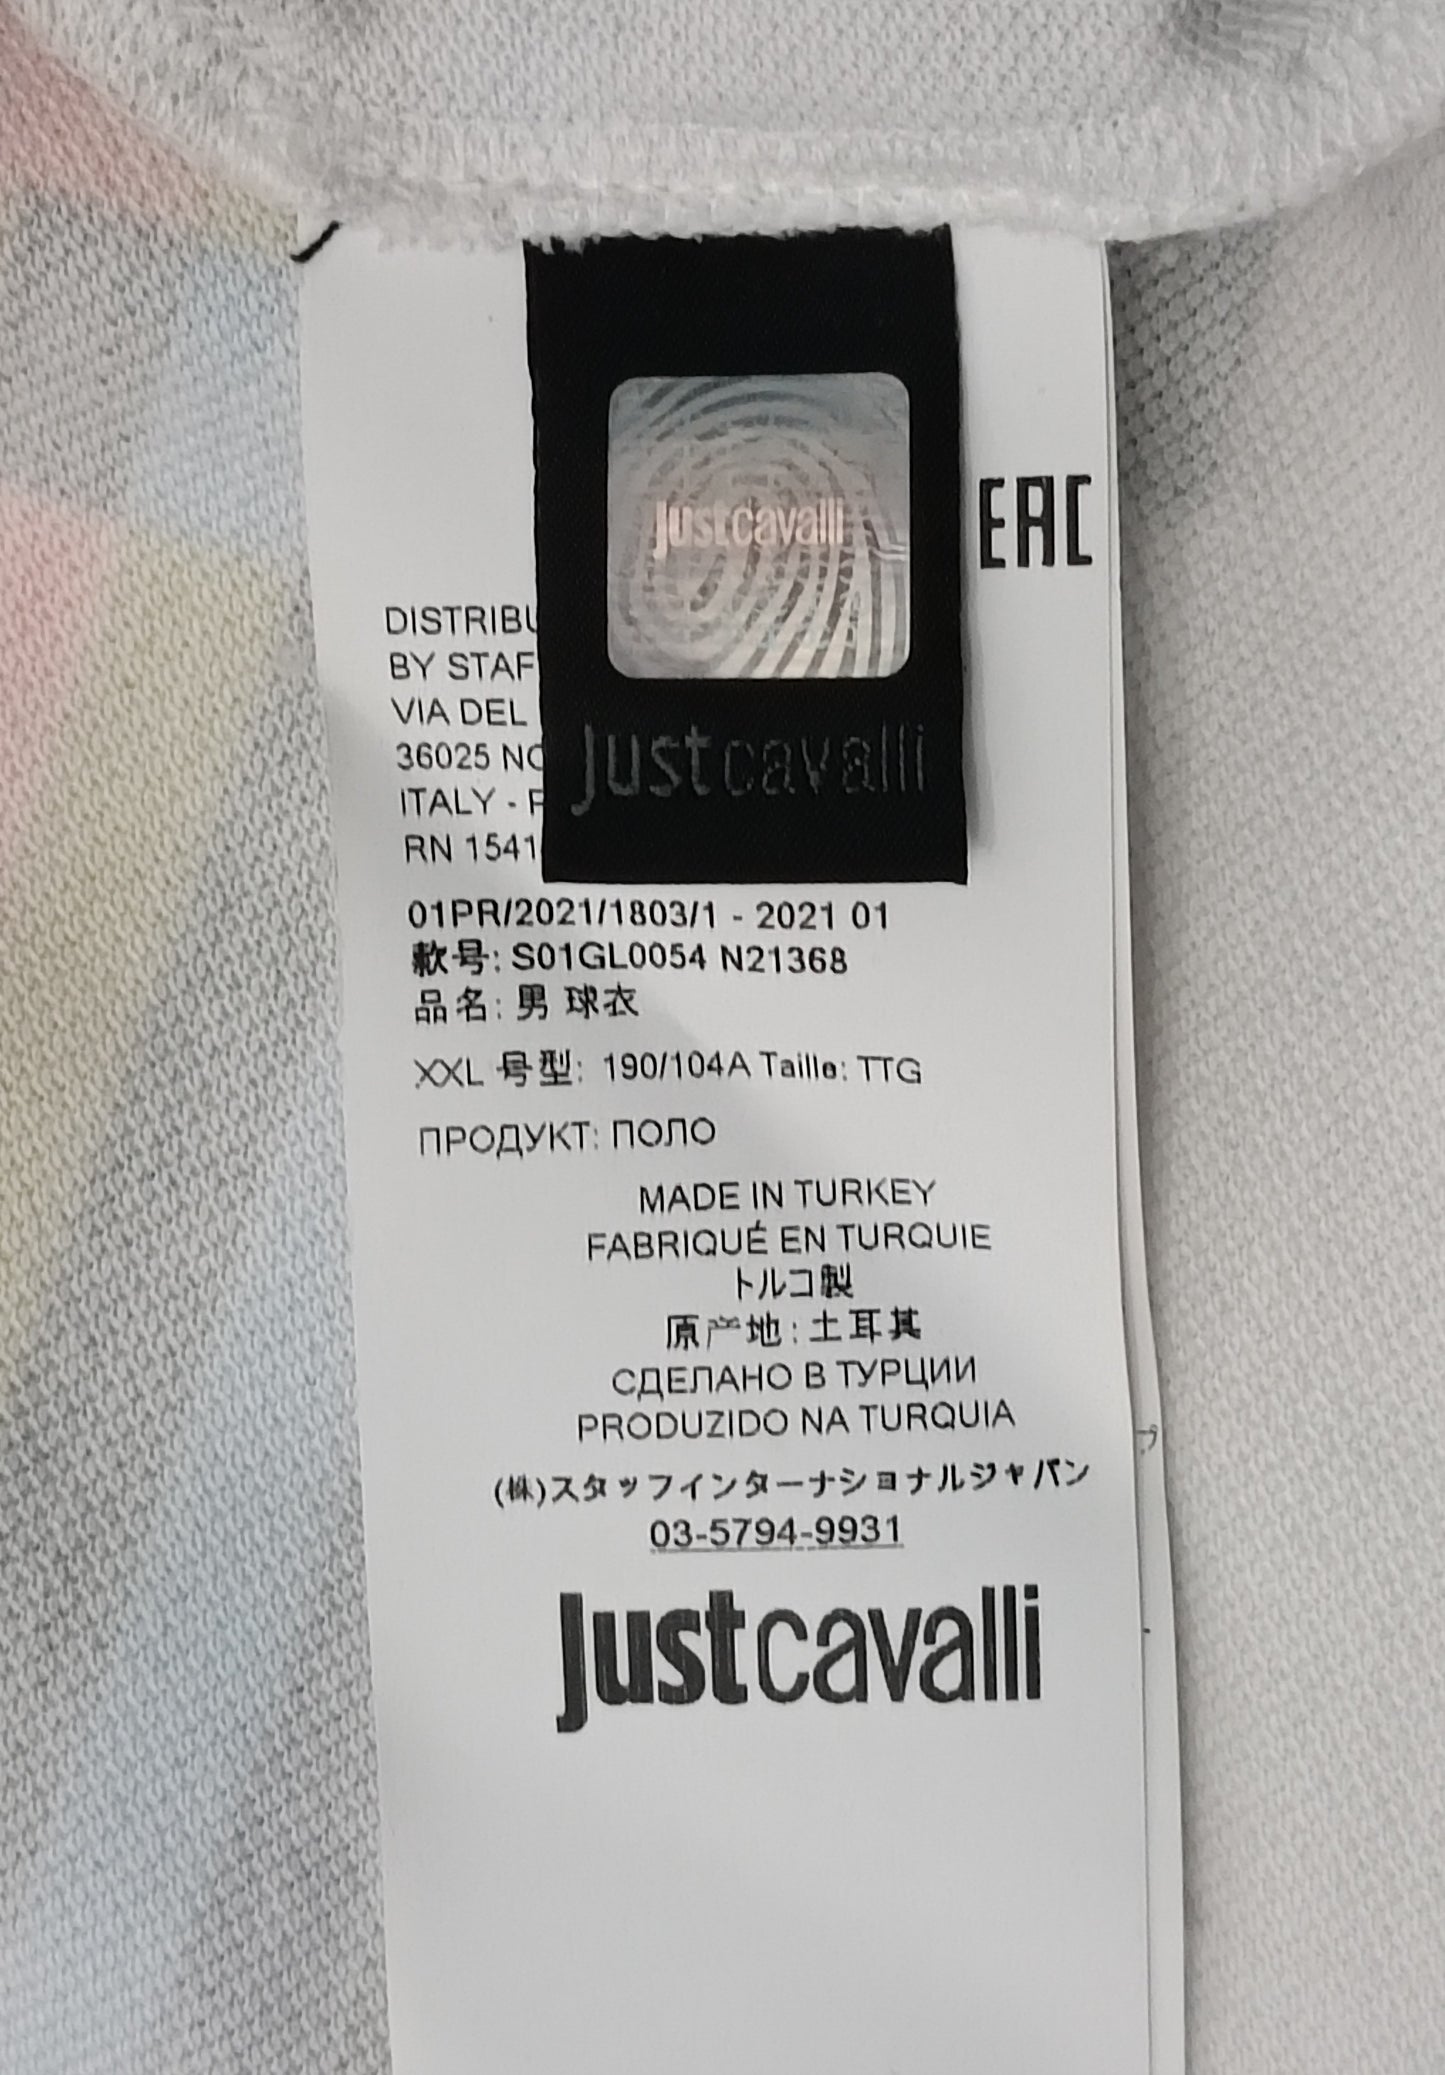 justcavalli
EAC
justcavalli
DISTRIBU
BY STAF
VIA DEL
36025 NO
ITALY -
RN 1541
01PR/2021/1803/1 - 2021 01
款号: S01GL0054 N21368
品名: 男 球衣
XXL 号型: 190/104A Taille: TTG
ПРОДУКТ: ПОЛО
MADE IN TURKEY
FABRIQUÉ EN TURQUIE
トルコ製
原产地: 土耳其
СДЕЛАНО В ТУРЦИИ
PRODUZIDO NA TURQUIA
(株)スタッフインターナショナルジャパン
03-5794-9931
justcavalli